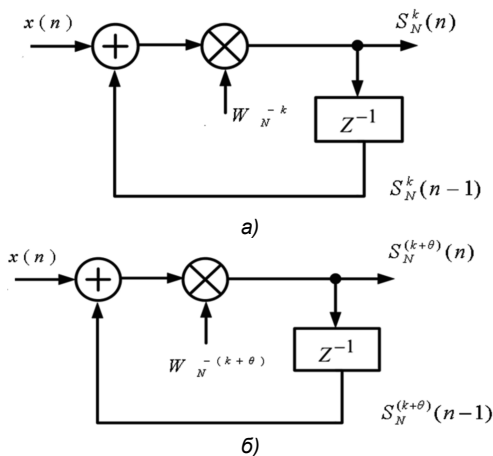 x(n) S_N^k(n)
W_N^{-k}
Z^{-1}
S_N^k(n-1)
а)
x(n) S_N^{(k+θ)}(n)
W_N^{-(k+θ)}
Z^{-1}
S_N^{(k+θ)}(n-1)
б)